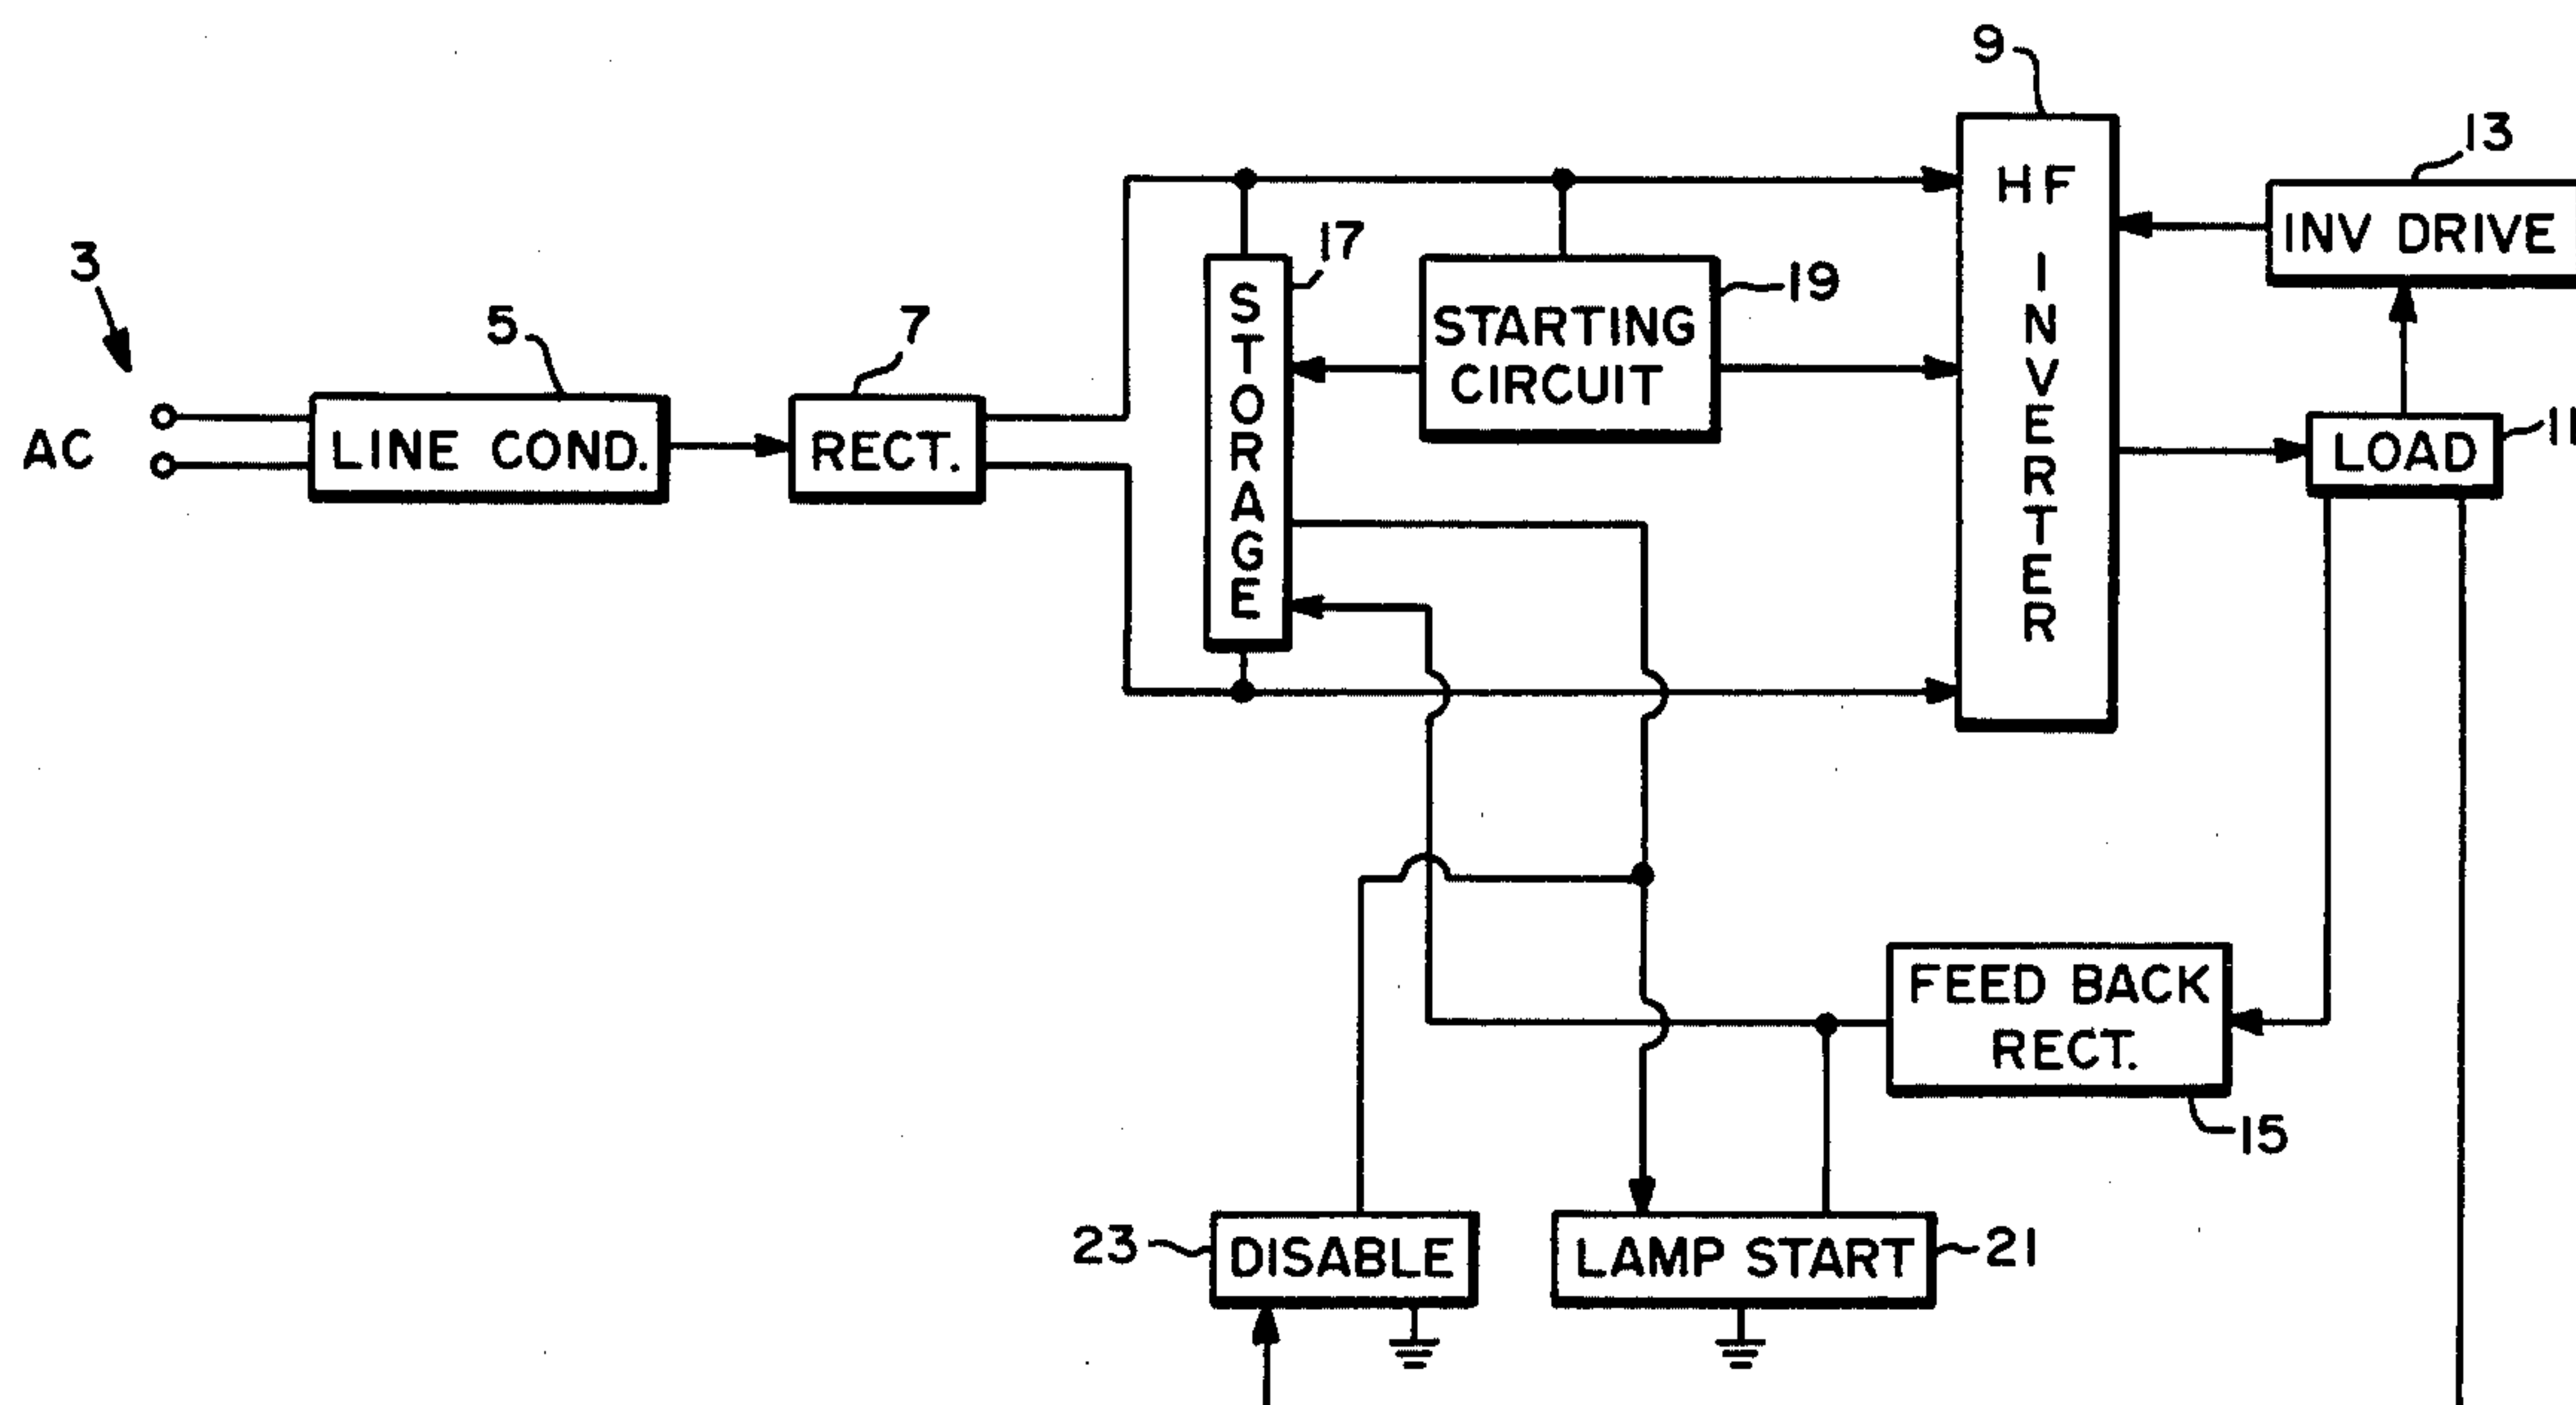 9
13
HF INVERTER
INV DRIVE
17
3
STORAGE
19
STARTING
CIRCUIT
5
7
AC
LINE COND.
RECT.
LOAD
11
FEED BACK
RECT.
15
23
DISABLE
LAMP START
21